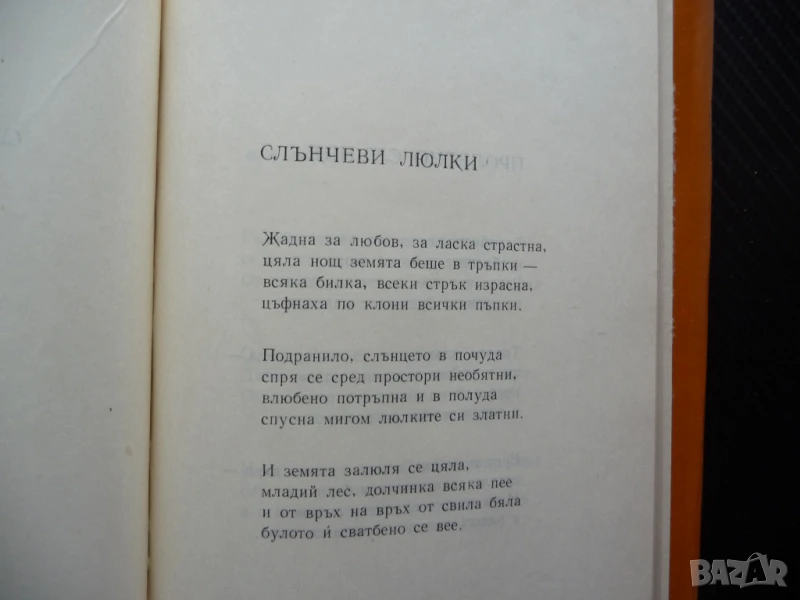 СЛЪНЧЕВИ ЛЮЛКИ
Жадна за любов, за ласка страстна,
цяла нощ земята беше в тръпки —
всяка билка, всеки стрък израсна,
цъфнаха по клони всички пъпки.
Подранило, слънцето в почуда
спря се сред простори необятни,
влюбено потръпна и в полуда
спусна мигом люлките си златни.
И земята залюля се цяла,
младий лес, долчинка всяка пее
и от връх на връх от свила бяла
булото ѝ сватбено се вее.
BAZAR